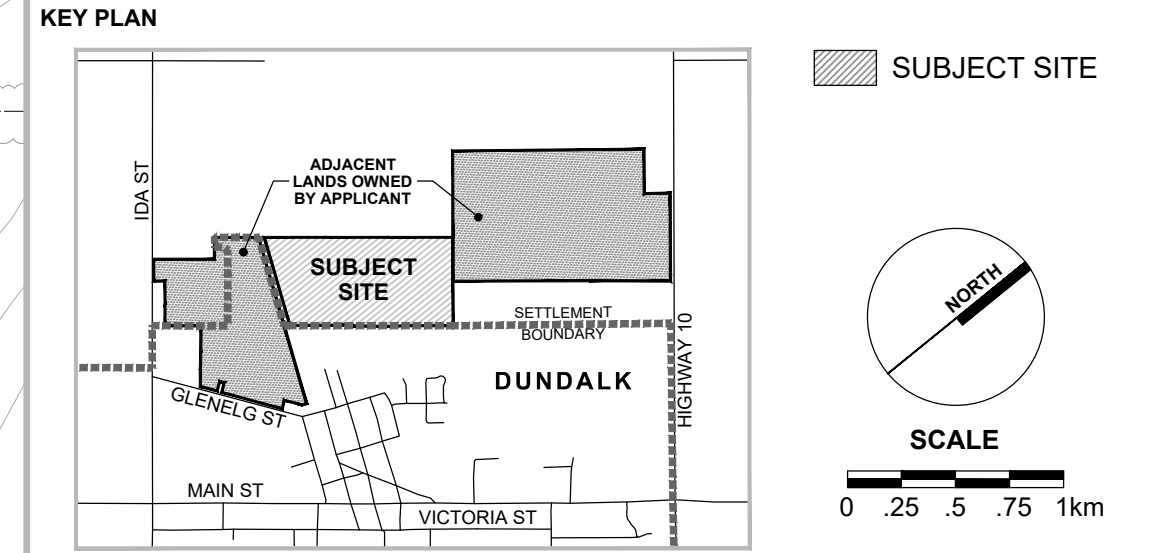 KEY PLAN
SUBJECT SITE
IDA ST
ADJACENT
LANDS OWNED
BY APPLICANT
SUBJECT
SITE
SETTLEMENT
BOUNDARY
HIGHWAY 10
DUNDALK
GLENELG ST
MAIN ST
VICTORIA ST
NORTH
SCALE
0 .25 .5 .75 1km